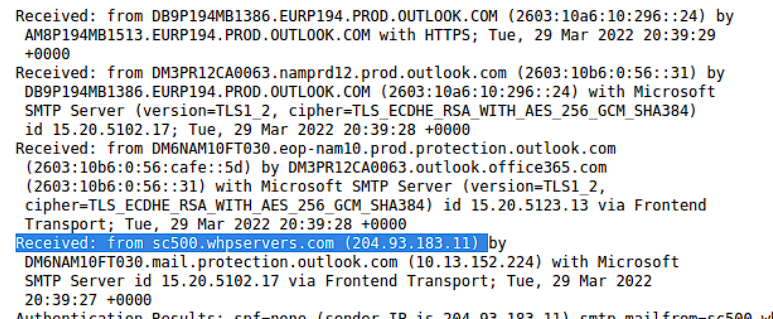 Received: from DB9P194MB1386.EURP194.PROD.OUTLOOK.COM (2603:10a6:10:296::24) by
AM8P194MB1513.EURP194.PROD.OUTLOOK.COM with HTTPS; Tue, 29 Mar 2022 20:39:29
+0000
Received: from DM3PR12CA0063.namprd12.prod.outlook.com (2603:10b6:0:56::31) by
DB9P194MB1386.EURP194.PROD.OUTLOOK.COM (2603:10a6:10:296::24) with Microsoft
SMTP Server (version=TLS1_2, cipher=TLS_ECDHE_RSA_WITH_AES_256_GCM_SHA384)
id 15.20.5102.17; Tue, 29 Mar 2022 20:39:28 +0000
Received: from DM6NAM10FT030.eop-nam10.prod.protection.outlook.com
(2603:10b6:0:56:cafe::5d) by DM3PR12CA0063.outlook.office365.com
(2603:10b6:0:56::31) with Microsoft SMTP Server (version=TLS1_2,
cipher=TLS_ECDHE_RSA_WITH_AES_256_GCM_SHA384) id 15.20.5123.13 via Frontend
Transport; Tue, 29 Mar 2022 20:39:28 +0000
Received: from sc500.whpservers.com (204.93.183.11) by
DM6NAM10FT030.mail.protection.outlook.com (10.13.152.224) with Microsoft
SMTP Server id 15.20.5102.17 via Frontend Transport; Tue, 29 Mar 2022
20:39:27 +0000
Authentication-Results: spf=none (sender IP is 204.93.183.11) smtp.mailfrom=sc500.wh